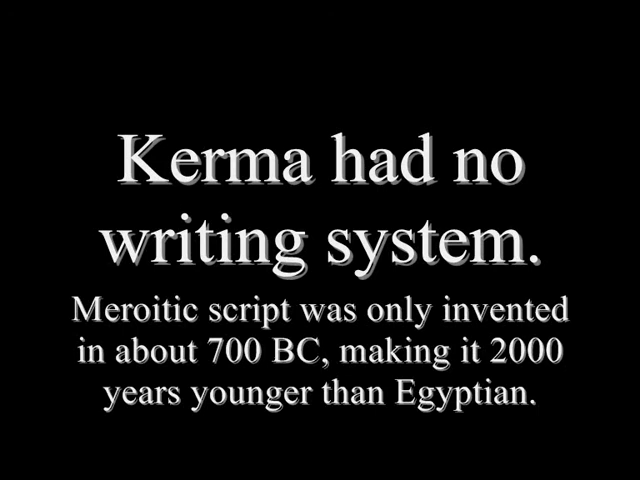 Kerma had no
writing system.
Meroitic script was only invented
in about 700 BC, making it 2000
years younger than Egyptian.